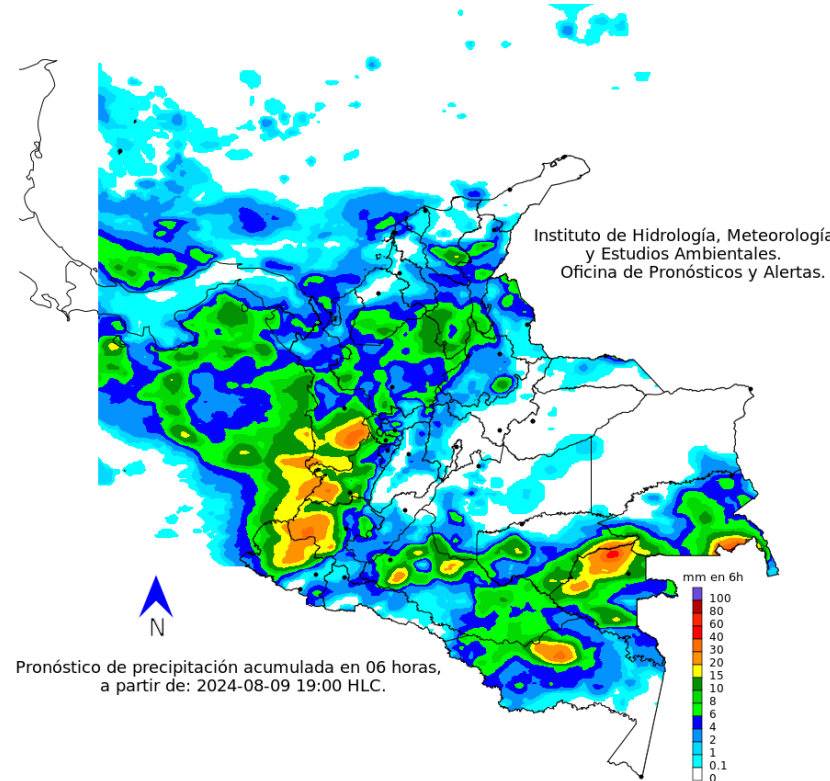 Instituto de Hidrología, Meteorología
y Estudios Ambientales.
Oficina de Pronósticos y Alertas.
N
mm en 6h
100
80
60
40
30
20
15
10
8
6
4
2
1
0.1
0
Pronóstico de precipitación acumulada en 06 horas,
a partir de: 2024-08-09 19:00 HLC.